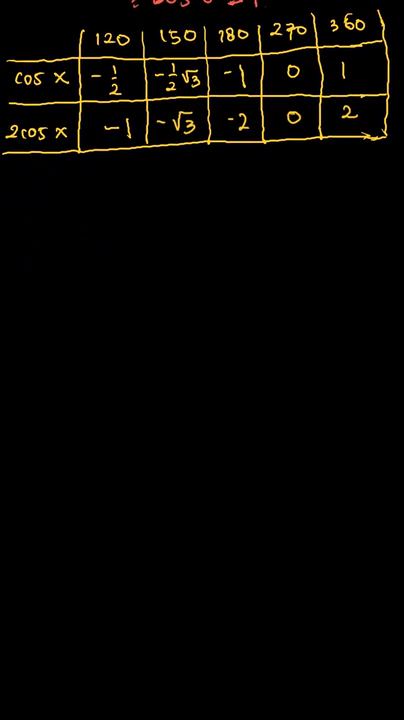 120 150 180 270 360
cos x -1/2 -1/2√3 -1 0 1
2cos x -1 -√3 -2 0 2